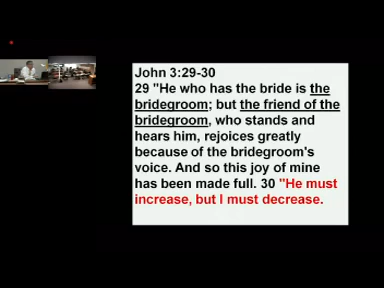 John 3:29-30
29 "He who has the bride is the
bridegroom; but the friend of the
bridegroom, who stands and
hears him, rejoices greatly
because of the bridegroom's
voice. And so this joy of mine
has been made full. 30 "He must
increase, but I must decrease.